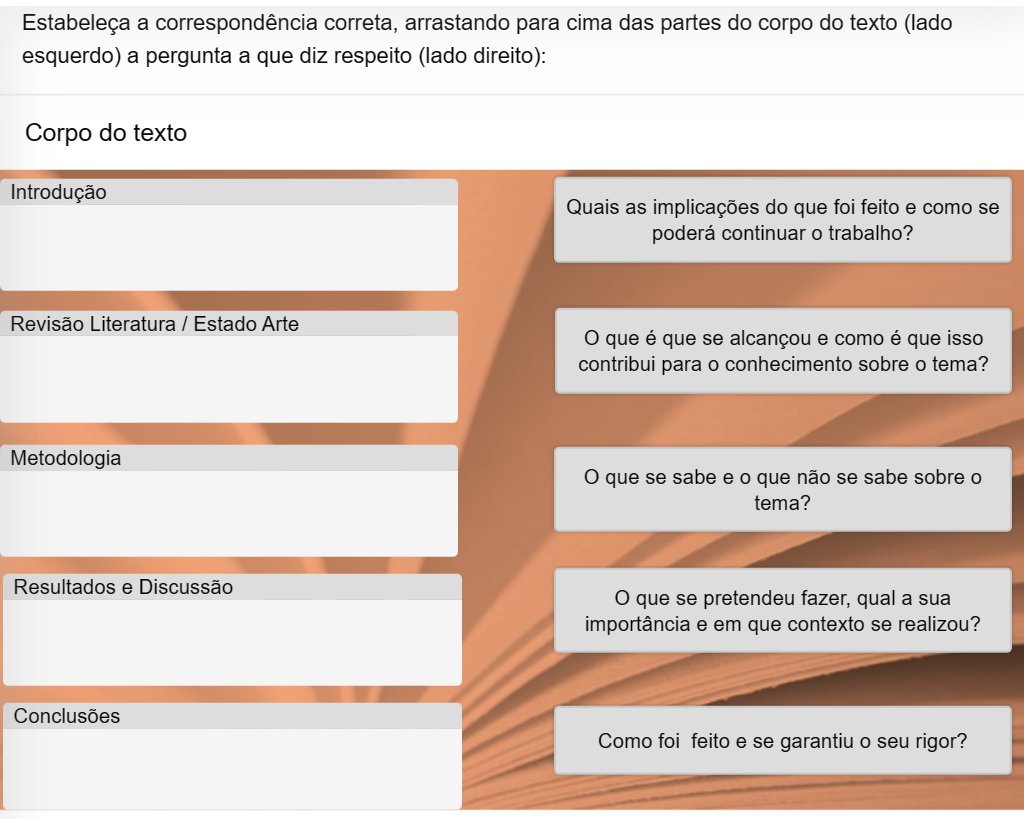 Estabeleça a correspondência correta, arrastando para cima das partes do corpo do texto (lado
esquerdo) a pergunta a que diz respeito (lado direito):
Corpo do texto
Introdução
Quais as implicações do que foi feito e como se
poderá continuar o trabalho?
Revisão Literatura / Estado Arte
O que é que se alcançou e como é que isso
contribui para o conhecimento sobre o tema?
Metodologia
O que se sabe e o que não se sabe sobre o
tema?
Resultados e Discussão
O que se pretendeu fazer, qual a sua
importância e em que contexto se realizou?
Conclusões
Como foi  feito e se garantiu o seu rigor?